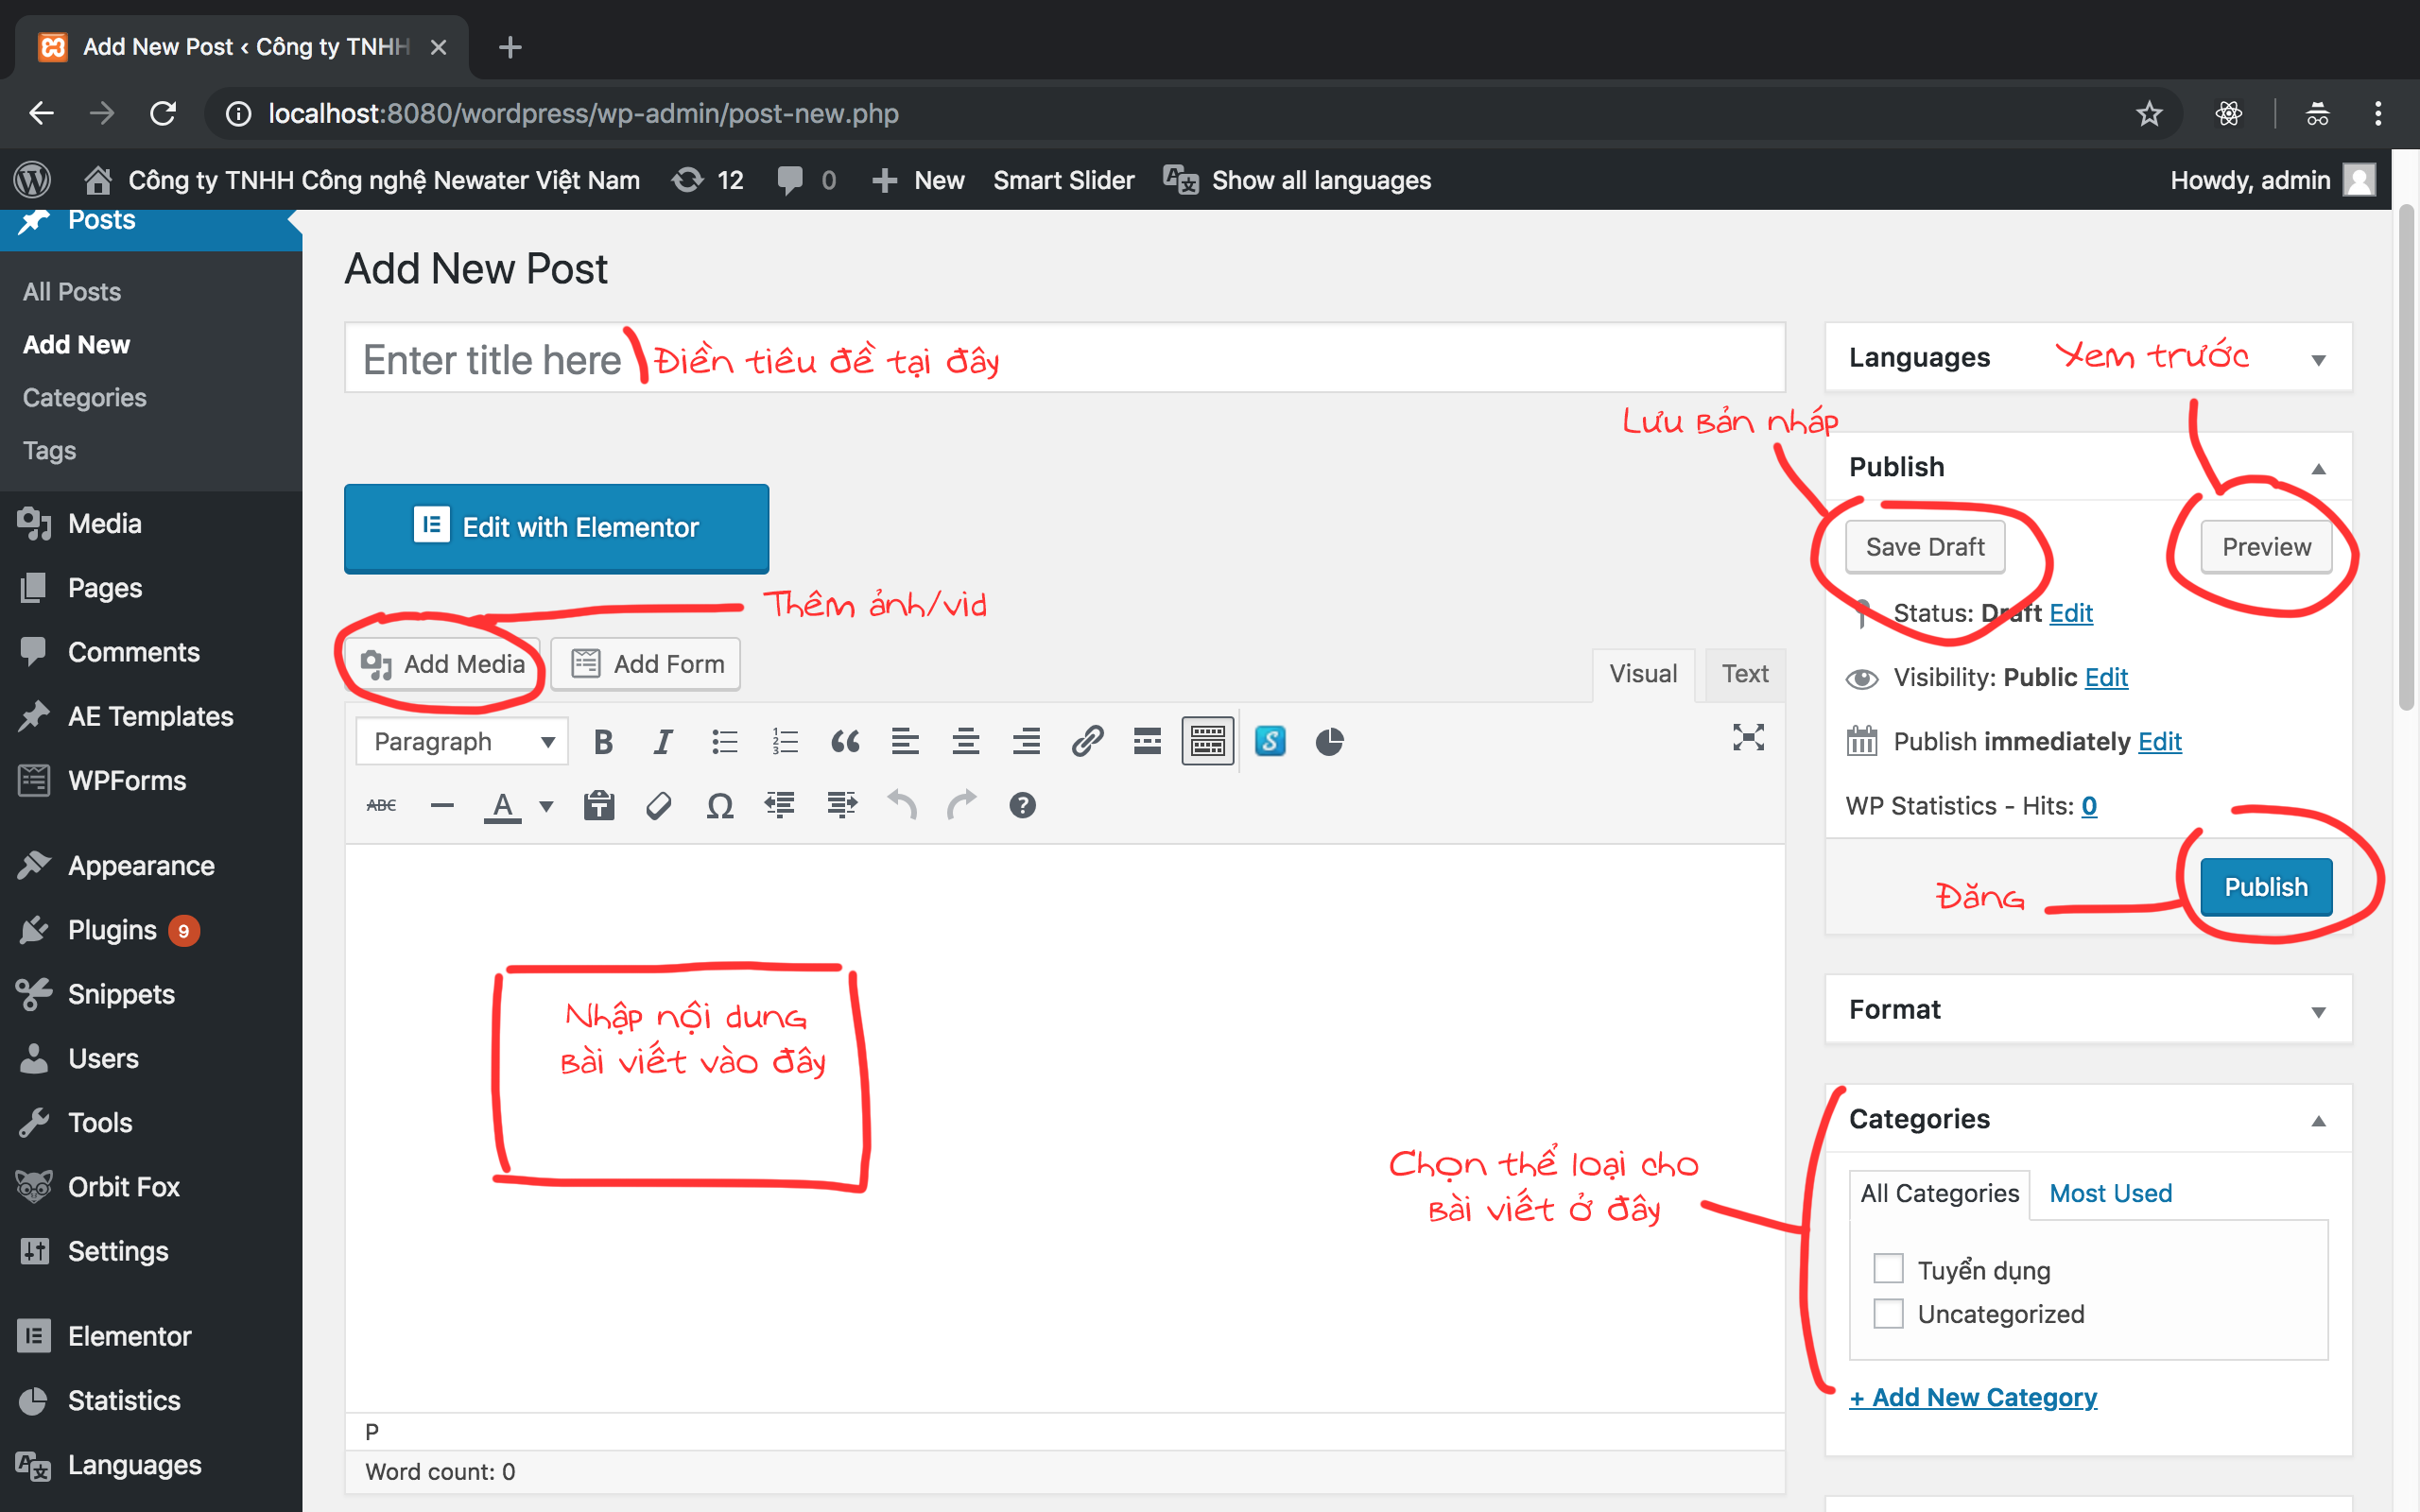 Add New Post ‹ Công ty TNHH
localhost:8080/wordpress/wp-admin/post-new.php
Công ty TNHH Công nghệ Newater Việt Nam
12
0
New
Smart Slider
Show all languages
Howdy, admin
Posts
All Posts
Add New
Categories
Tags
Media
Pages
Comments
AE Templates
WPForms
Appearance
Plugins 9
Snippets
Users
Tools
Orbit Fox
Settings
Elementor
Statistics
Languages
Add New Post
Enter title here
Điền tiêu đề tại đây
Edit with Elementor
Thêm ảnh/vid
Add Media
Add Form
Visual
Text
Paragraph
B
I
ABC
A
Nhập nội dung
Bài viết vào đây
P
Word count: 0
Languages
Xem trước
Lưu Bản nháp
Publish
Save Draft
Preview
Status: Draft Edit
Visibility: Public Edit
Publish immediately Edit
WP Statistics - Hits: 0
Đăng
Publish
Format
Chọn thể loại cho
Bài viết ở đây
Categories
All Categories
Most Used
Tuyển dụng
Uncategorized
+ Add New Category